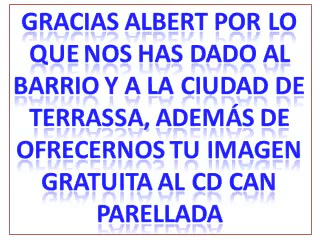 GRACIAS ALBERT POR LO
QUE NOS HAS DADO AL
BARRIO Y A LA CIUDAD DE
TERRASSA, ADEMÁS DE
OFRECERNOS TU IMAGEN
GRATUITA AL CD CAN
PARELLADA